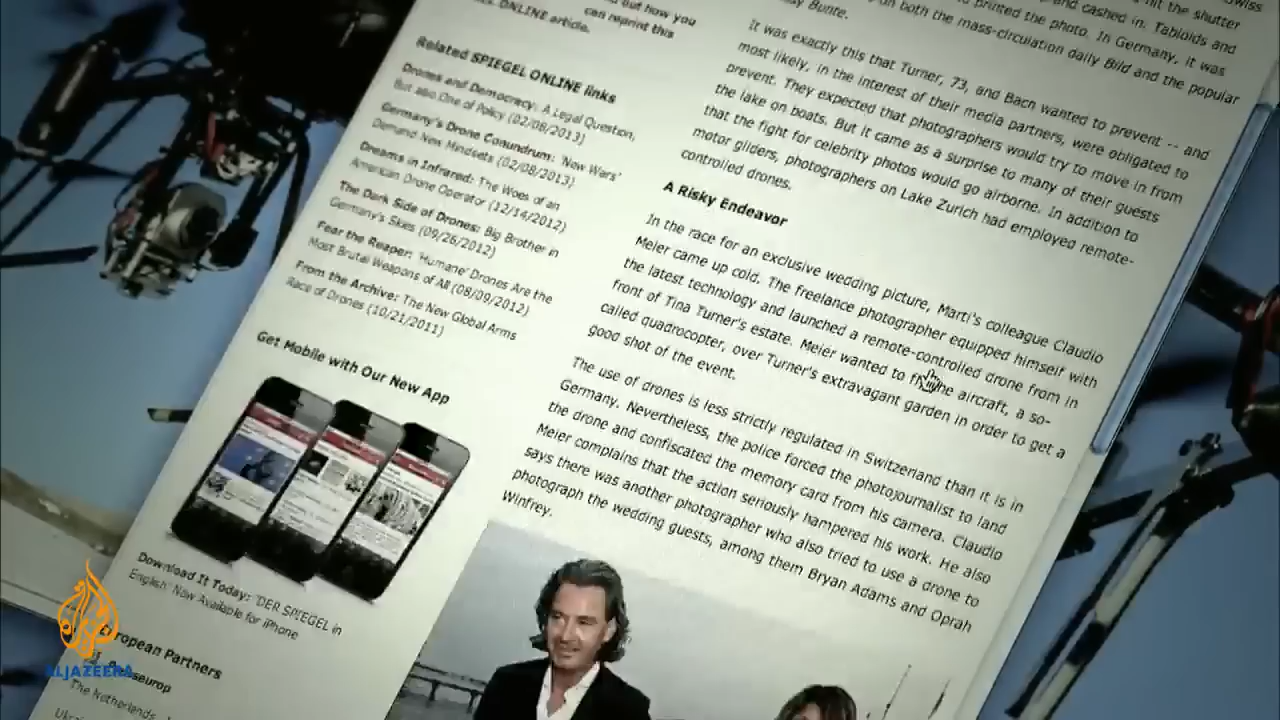 out how you
can reprint this
ONLINE article.
Related SPIEGEL ONLINE links
Drones and Democracy: A Legal Question,
But also One of Policy (02/08/2013)
Germany's Drone Conundrum: 'New Wars'
Demand New Mindsets (02/08/2013)
Dreams in Infrared: The Woes of an
American Drone Operator (12/14/2012)
The Dark Side of Drones: Big Brother in
Germany's Skies (09/26/2012)
Fear the Reaper: 'Humane' Drones Are the
Most Brutal Weapons of All (08/09/2012)
From the Archive: The New Global Arms
Race of Drones (10/21/2011)
Get Mobile with Our New App
Download It Today: "DER SPIEGEL in
English" Now Available for iPhone
European Partners
The Netherlands
hit the shutter
and cashed in. Tabloids and
printed the photo. In Germany, it was
on both the mass-circulation daily Bild and the popular
Bunte.
It was exactly this that Turner, 73, and Bach wanted to prevent -- and
most likely, in the interest of their media partners, were obligated to
prevent. They expected that photographers would try to move in from
the lake on boats. But it came as a surprise to many of their guests
that the fight for celebrity photos would go airborne. In addition to
motor gliders, photographers on Lake Zurich had employed remote-
controlled drones.
A Risky Endeavor
In the race for an exclusive wedding picture, Marti's colleague Claudio
Meier came up cold. The freelance photographer equipped himself with
the latest technology and launched a remote-controlled drone from in
front of Tina Turner's estate. Meier wanted to fly the aircraft, a so-
called quadrocopter, over Turner's extravagant garden in order to get a
good shot of the event.
The use of drones is less strictly regulated in Switzerland than it is in
Germany. Nevertheless, the police forced the photojournalist to land
the drone and confiscated the memory card from his camera. Claudio
Meier complains that the action seriously hampered his work. He also
says there was another photographer who also tried to use a drone to
photograph the wedding guests, among them Bryan Adams and Oprah
Winfrey.
ALJAZEERA